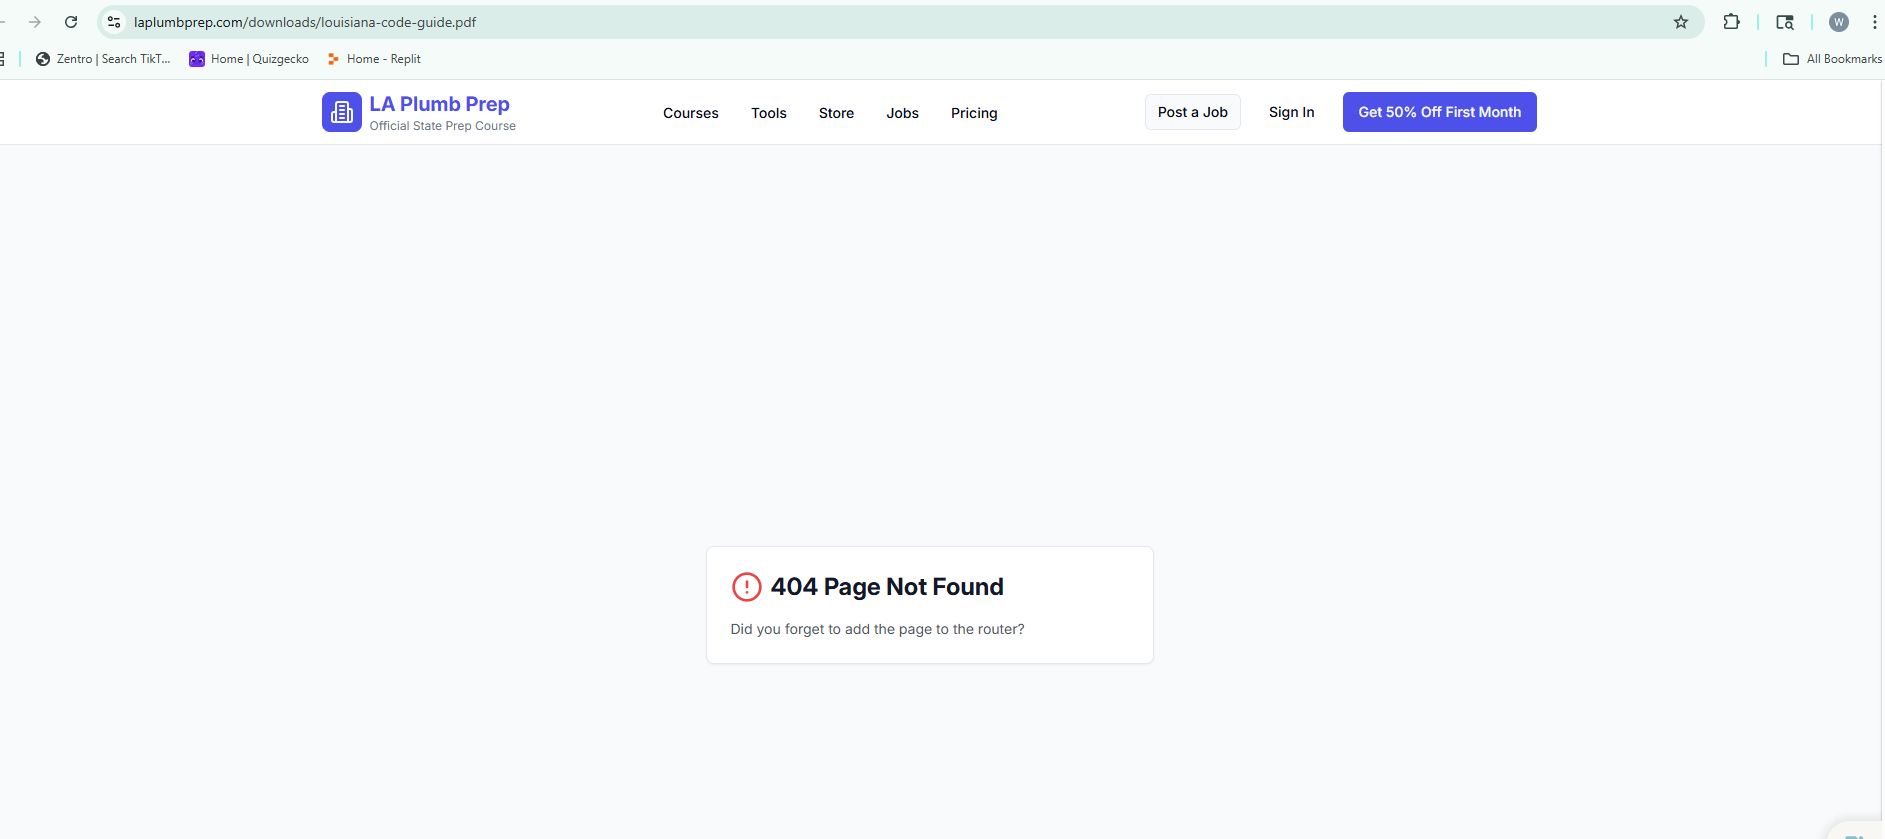 laplumbprep.com/downloads/louisiana-code-guide.pdf
W
Zentro | Search TikT...
Home | Quizgecko
Home - Replit
All Bookmarks
LA Plumb Prep
Official State Prep Course
Courses
Tools
Store
Jobs
Pricing
Post a Job
Sign In
Get 50% Off First Month
404 Page Not Found
Did you forget to add the page to the router?